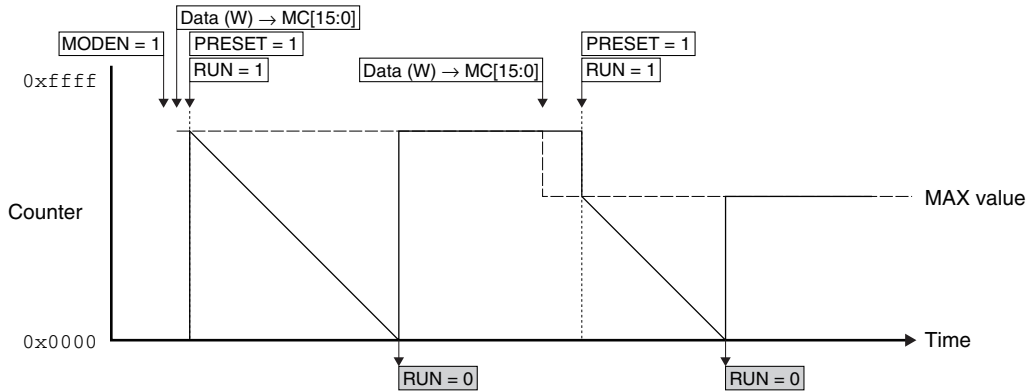 Data (W) → MC[15:0]
MODEN = 1
PRESET = 1
PRESET = 1
RUN = 1
Data (W) → MC[15:0]
RUN = 1
0xffff
Counter
MAX value
0x0000
Time
RUN = 0
RUN = 0